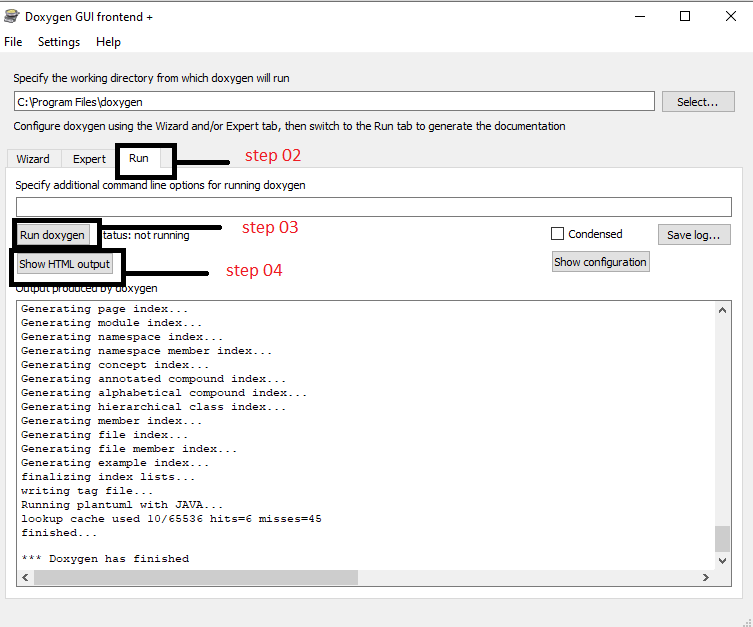 Doxygen GUI frontend +
File Settings Help
Specify the working directory from which doxygen will run
C:\Program Files\doxygen
Select...
Configure doxygen using the Wizard and/or Expert tab, then switch to the Run tab to generate the documentation
Wizard Expert Run step 02
Specify additional command line options for running doxygen
Run doxygen tatus: not running step 03 Condensed Save log...
Show HTML output step 04 Show configuration
Output produced by doxygen
Generating page index...
Generating module index...
Generating namespace index...
Generating namespace member index...
Generating concept index...
Generating annotated compound index...
Generating alphabetical compound index...
Generating hierarchical class index...
Generating member index...
Generating file index...
Generating file member index...
Generating example index...
finalizing index lists...
writing tag file...
Running plantuml with JAVA...
lookup cache used 10/65536 hits=6 misses=45
finished...
*** Doxygen has finished